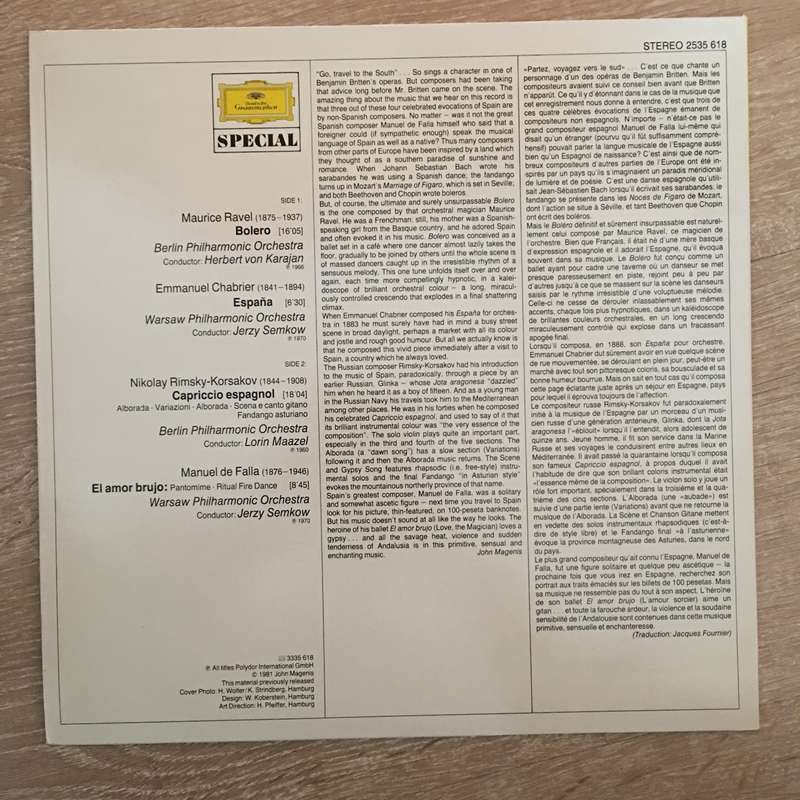 STEREO 2535 618
Deutsche
Grammophon
SPECIAL
SIDE 1:
Maurice Ravel (1875–1937)
Bolero [16'05]
Berlin Philharmonic Orchestra
Conductor: Herbert von Karajan
℗ 1966
Emmanuel Chabrier (1841–1894)
España [6'30]
Warsaw Philharmonic Orchestra
Conductor: Jerzy Semkow
℗ 1970
SIDE 2:
Nikolay Rimsky-Korsakov (1844–1908)
Capriccio espagnol [18'04]
Alborada · Variazioni · Alborada · Scena e canto gitano
Fandango asturiano
Berlin Philharmonic Orchestra
Conductor: Lorin Maazel
℗ 1960
Manuel de Falla (1876–1946)
El amor brujo: Pantomime · Ritual Fire Dance [8'45]
Warsaw Philharmonic Orchestra
Conductor: Jerzy Semkow
℗ 1970
3335 618
℗ All titles Polydor International GmbH
© 1981 John Magenis
This material previously released
Cover Photo: H. Wolter/K. Strindberg, Hamburg
Design: W. Koberstein, Hamburg
Art Direction: H. Pfeiffer, Hamburg
"Go, travel to the South" . . . So sings a character in one of
Benjamin Britten's operas. But composers had been taking
that advice long before Mr. Britten came on the scene. The
amazing thing about the music that we hear on this record is
that three out of these four celebrated evocations of Spain are
by non-Spanish composers. No matter – was it not the great
Spanish composer Manuel de Falla himself who said that a
foreigner could (if sympathetic enough) speak the musical
language of Spain as well as a native? Thus many composers
from other parts of Europe have been inspired by a land which
they thought of as a southern paradise of sunshine and
romance. When Johann Sebastian Bach wrote his
sarabandes he was using a Spanish dance; the fandango
turns up in Mozart's Marriage of Figaro, which is set in Seville;
and both Beethoven and Chopin wrote boleros.
But, of course, the ultimate and surely unsurpassable Bolero
is the one composed by that orchestral magician Maurice
Ravel. He was a Frenchman: still, his mother was a Spanish-
speaking girl from the Basque country, and he adored Spain
and often evoked it in his music. Bolero was conceived as a
ballet set in a café where one dancer almost lazily takes the
floor, gradually to be joined by others until the whole scene is
of massed dancers caught up in the irresistible rhythm of a
sensuous melody. This one tune unfolds itself over and over
again, each time more compellingly hypnotic, in a kalei-
doscope of brilliant orchestral colour – a long, miracu-
lously controlled crescendo that explodes in a final shattering
climax.
When Emmanuel Chabrier composed his España for orches-
tra in 1883 he must surely have had in mind a busy street
scene in broad daylight, perhaps a market with all its colour
and jostle and rough good humour. But all we actually know is
that he composed this vivid piece immediately after a visit to
Spain, a country which he always loved.
The Russian composer Rimsky-Korsakov had his introduction
to the music of Spain, paradoxically, through a piece by an
earlier Russian, Glinka – whose Jota aragonesa "dazzled"
him when he heard it as a boy of fifteen. And as a young man
in the Russian Navy his travels took him to the Mediterranean
among other places. He was in his forties when he composed
his celebrated Capriccio espagnol, and used to say of it that
its brilliant instrumental colour was "the very essence of the
composition". The solo violin plays quite an important part,
especially in the third and fourth of the five sections. The
Alborada (a "dawn song") has a slow section (Variations)
following it and then the Alborada music returns. The Scene
and Gypsy Song features rhapsodic (i.e. free-style) instru-
mental solos and the final Fandango "in Asturian style"
evokes the mountainous northerly province of that name.
Spain's greatest composer, Manuel de Falla, was a solitary
and somewhat ascetic figure – next time you travel to Spain
look for his picture, thin-featured, on 100-peseta banknotes.
But his music doesn't sound at all like the way he looks. The
heroine of his ballet El amor brujo (Love, the Magician) loves a
gypsy . . . and all the savage heat, violence and sudden
tenderness of Andalusia is in this primitive, sensual and
enchanting music. John Magenis
«Partez, voyagez vers le sud» . . . C'est ce que chante un
personnage d'un des opéras de Benjamin Britten. Mais les
compositeurs avaient suivi ce conseil bien avant que Britten
n'apparût. Ce qu'il y d'étonnant dans le cas de la musique que
cet enregistrement nous donne à entendre, c'est que trois de
ces quatre célèbres évocations de l'Espagne émanent de
compositeurs non espagnols. N'importe – n'était-ce pas le
grand compositeur espagnol Manuel de Falla lui-même qui
disait qu'un étranger (pourvu qu'il fût suffisamment compré-
hensif) pouvait parler la langue musicale de l'Espagne aussi
bien qu'un Espagnol de naissance? C'est ainsi que de nom-
breux compositeurs d'autres parties de l'Europe ont été in-
spirés par un pays qu'ils s'imaginaient un paradis méridional
de lumière et de poésie. C'est une danse espagnole qu'utili-
sait Jean-Sébastien Bach lorsqu'il écrivait ses sarabandes; le
fandango se présente dans les Noces de Figaro de Mozart,
dont l'action se situe à Séville, et tant Beethoven que Chopin
ont écrit des boléros.
Mais le Boléro définitif et sûrement insurpassable est naturel-
lement celui composé par Maurice Ravel, ce magicien de
l'orchestre. Bien que Français, il était né d'une mère basque
d'expression espagnole et il adorait l'Espagne, qu'il évoqua
souvent dans sa musique. Le Boléro fut conçu comme un
ballet ayant pour cadre une taverne où un danseur se met
presque paresseusement en piste, rejoint peu à peu par
d'autres jusqu'à ce que se massent sur la scène les danseurs
saisis par le rythme irrésistible d'une voluptueuse mélodie.
Celle-ci ne cesse de dérouler inlassablement ses mêmes
accents, chaque fois plus hypnotiques, dans un kaléidoscope
de brillantes couleurs orchestrales, en un long crescendo
miraculeusement contrôlé qui explose dans un fracassant
apogée final.
Lorsqu'il composa, en 1888, son España pour orchestre,
Emmanuel Chabrier dut sûrement avoir en vue quelque scène
de rue mouvementée, se déroulant en plein jour, peut-être un
marché avec tout son pittoresque coloris, sa bousculade et sa
bonne humeur bourrue. Mais on sait en tout cas qu'il composa
cette page éclatante juste après un séjour en Espagne, pays
pour lequel il éprouva toujours de l'affection.
Le compositeur russe Rimsky-Korsakov fut paradoxalement
initié à la musique de l'Espagne par un morceau d'un musi-
cien russe d'une génération antérieure, Glinka, dont la Jota
aragonesa l'«éblouit» lorsqu'il l'entendit, alors adolescent de
quinze ans. Jeune homme, il fit son service dans la Marine
Russe et ses voyages le conduisirent entre autres lieux en
Méditerranée. Il avait passé la quarantaine lorsqu'il composa
son fameux Capriccio espagnol, à propos duquel il avait
l'habitude de dire que son brillant coloris instrumental était
«l'essence même de la composition». Le violon solo y joue un
rôle fort important, spécialement dans la troisième et la qua-
trième des cinq sections. L'Alborada (une «aubade») est
suivie d'une partie lente (Variations) avant que ne retourne la
musique de l'Alborada. La Scène et Chanson Gitane mettent
en vedette des solos instrumentaux rhapsodiques (c'est-à-
dire de style libre) et le Fandango final «à l'asturienne»
évoque la province montagneuse des Asturies, dans le nord
du pays.
Le plus grand compositeur qu'ait connu l'Espagne, Manuel de
Falla, fut une figure solitaire et quelque peu ascétique – la
prochaine fois que vous irez en Espagne, recherchez son
portrait aux traits émaciés sur les billets de 100 pesetas. Mais
sa musique ne ressemble pas du tout à son aspect. L'héroïne
de son ballet El amor brujo (L'Amour sorcier) aime un
gitan . . . et toute la farouche ardeur, la violence et la soudaine
sensibilité de l'Andalousie sont contenues dans cette musique
primitive, sensuelle et enchanteresse.
(Traduction: Jacques Fournier)